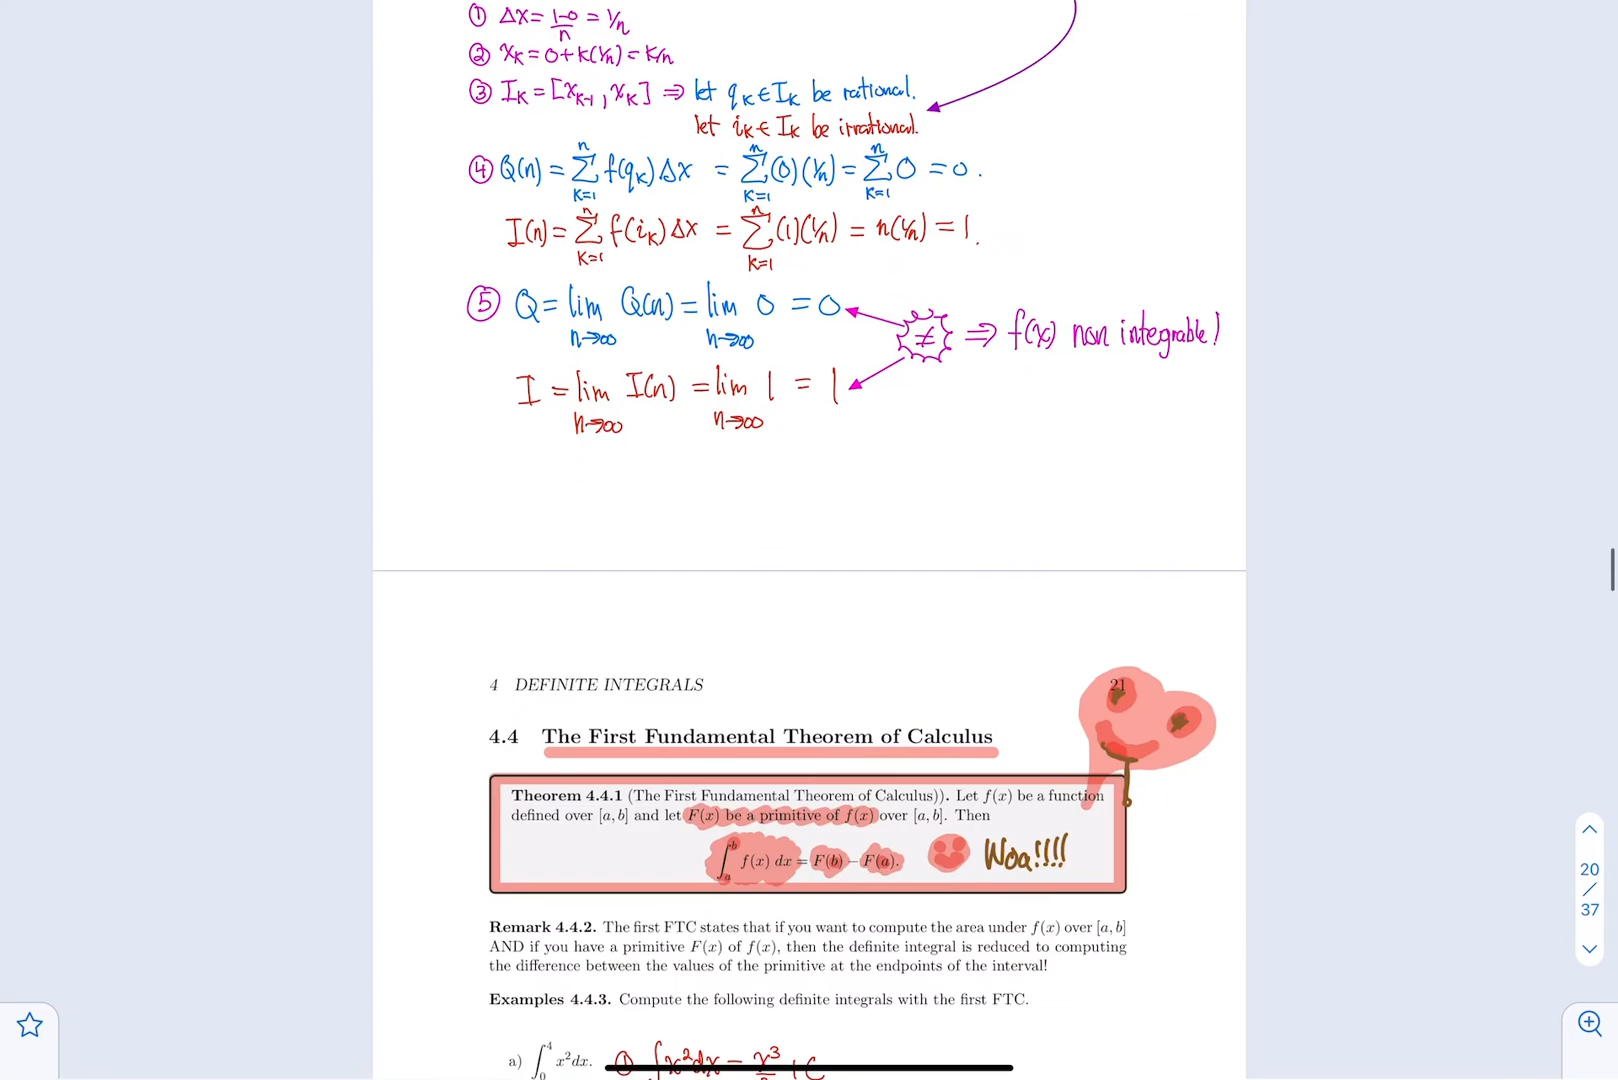 ① Δx = (1-0)/n = 1/n
② x_K = 0 + K(1/n) = K/n
③ I_K = [x_{K-1}, x_K] ⇒ let q_K ∈ I_K be rational.
let i_K ∈ I_K be irrational.
④ Q(n) = Σ_{K=1}^{n} f(q_K) Δx = Σ_{K=1}^{n} (0)(1/n) = Σ_{K=1}^{n} 0 = 0.
I(n) = Σ_{K=1}^{n} f(i_K) Δx = Σ_{K=1}^{n} (1)(1/n) = n(1/n) = 1.
⑤ Q = lim_{n→∞} Q(n) = lim_{n→∞} 0 = 0
≠ ⇒ f(x) non integrable!
I = lim_{n→∞} I(n) = lim_{n→∞} 1 = 1
4 DEFINITE INTEGRALS 21
4.4 The First Fundamental Theorem of Calculus
Theorem 4.4.1 (The First Fundamental Theorem of Calculus)). Let f(x) be a function
defined over [a, b] and let F(x) be a primitive of f(x) over [a, b]. Then
∫_a^b f(x) dx = F(b) − F(a). Woa!!!!
Remark 4.4.2. The first FTC states that if you want to compute the area under f(x) over [a, b]
AND if you have a primitive F(x) of f(x), then the definite integral is reduced to computing
the difference between the values of the primitive at the endpoints of the interval!
Examples 4.4.3. Compute the following definite integrals with the first FTC.
a) ∫_0^4 x²dx. ① ∫x²dx = x³ + C
20
/
37